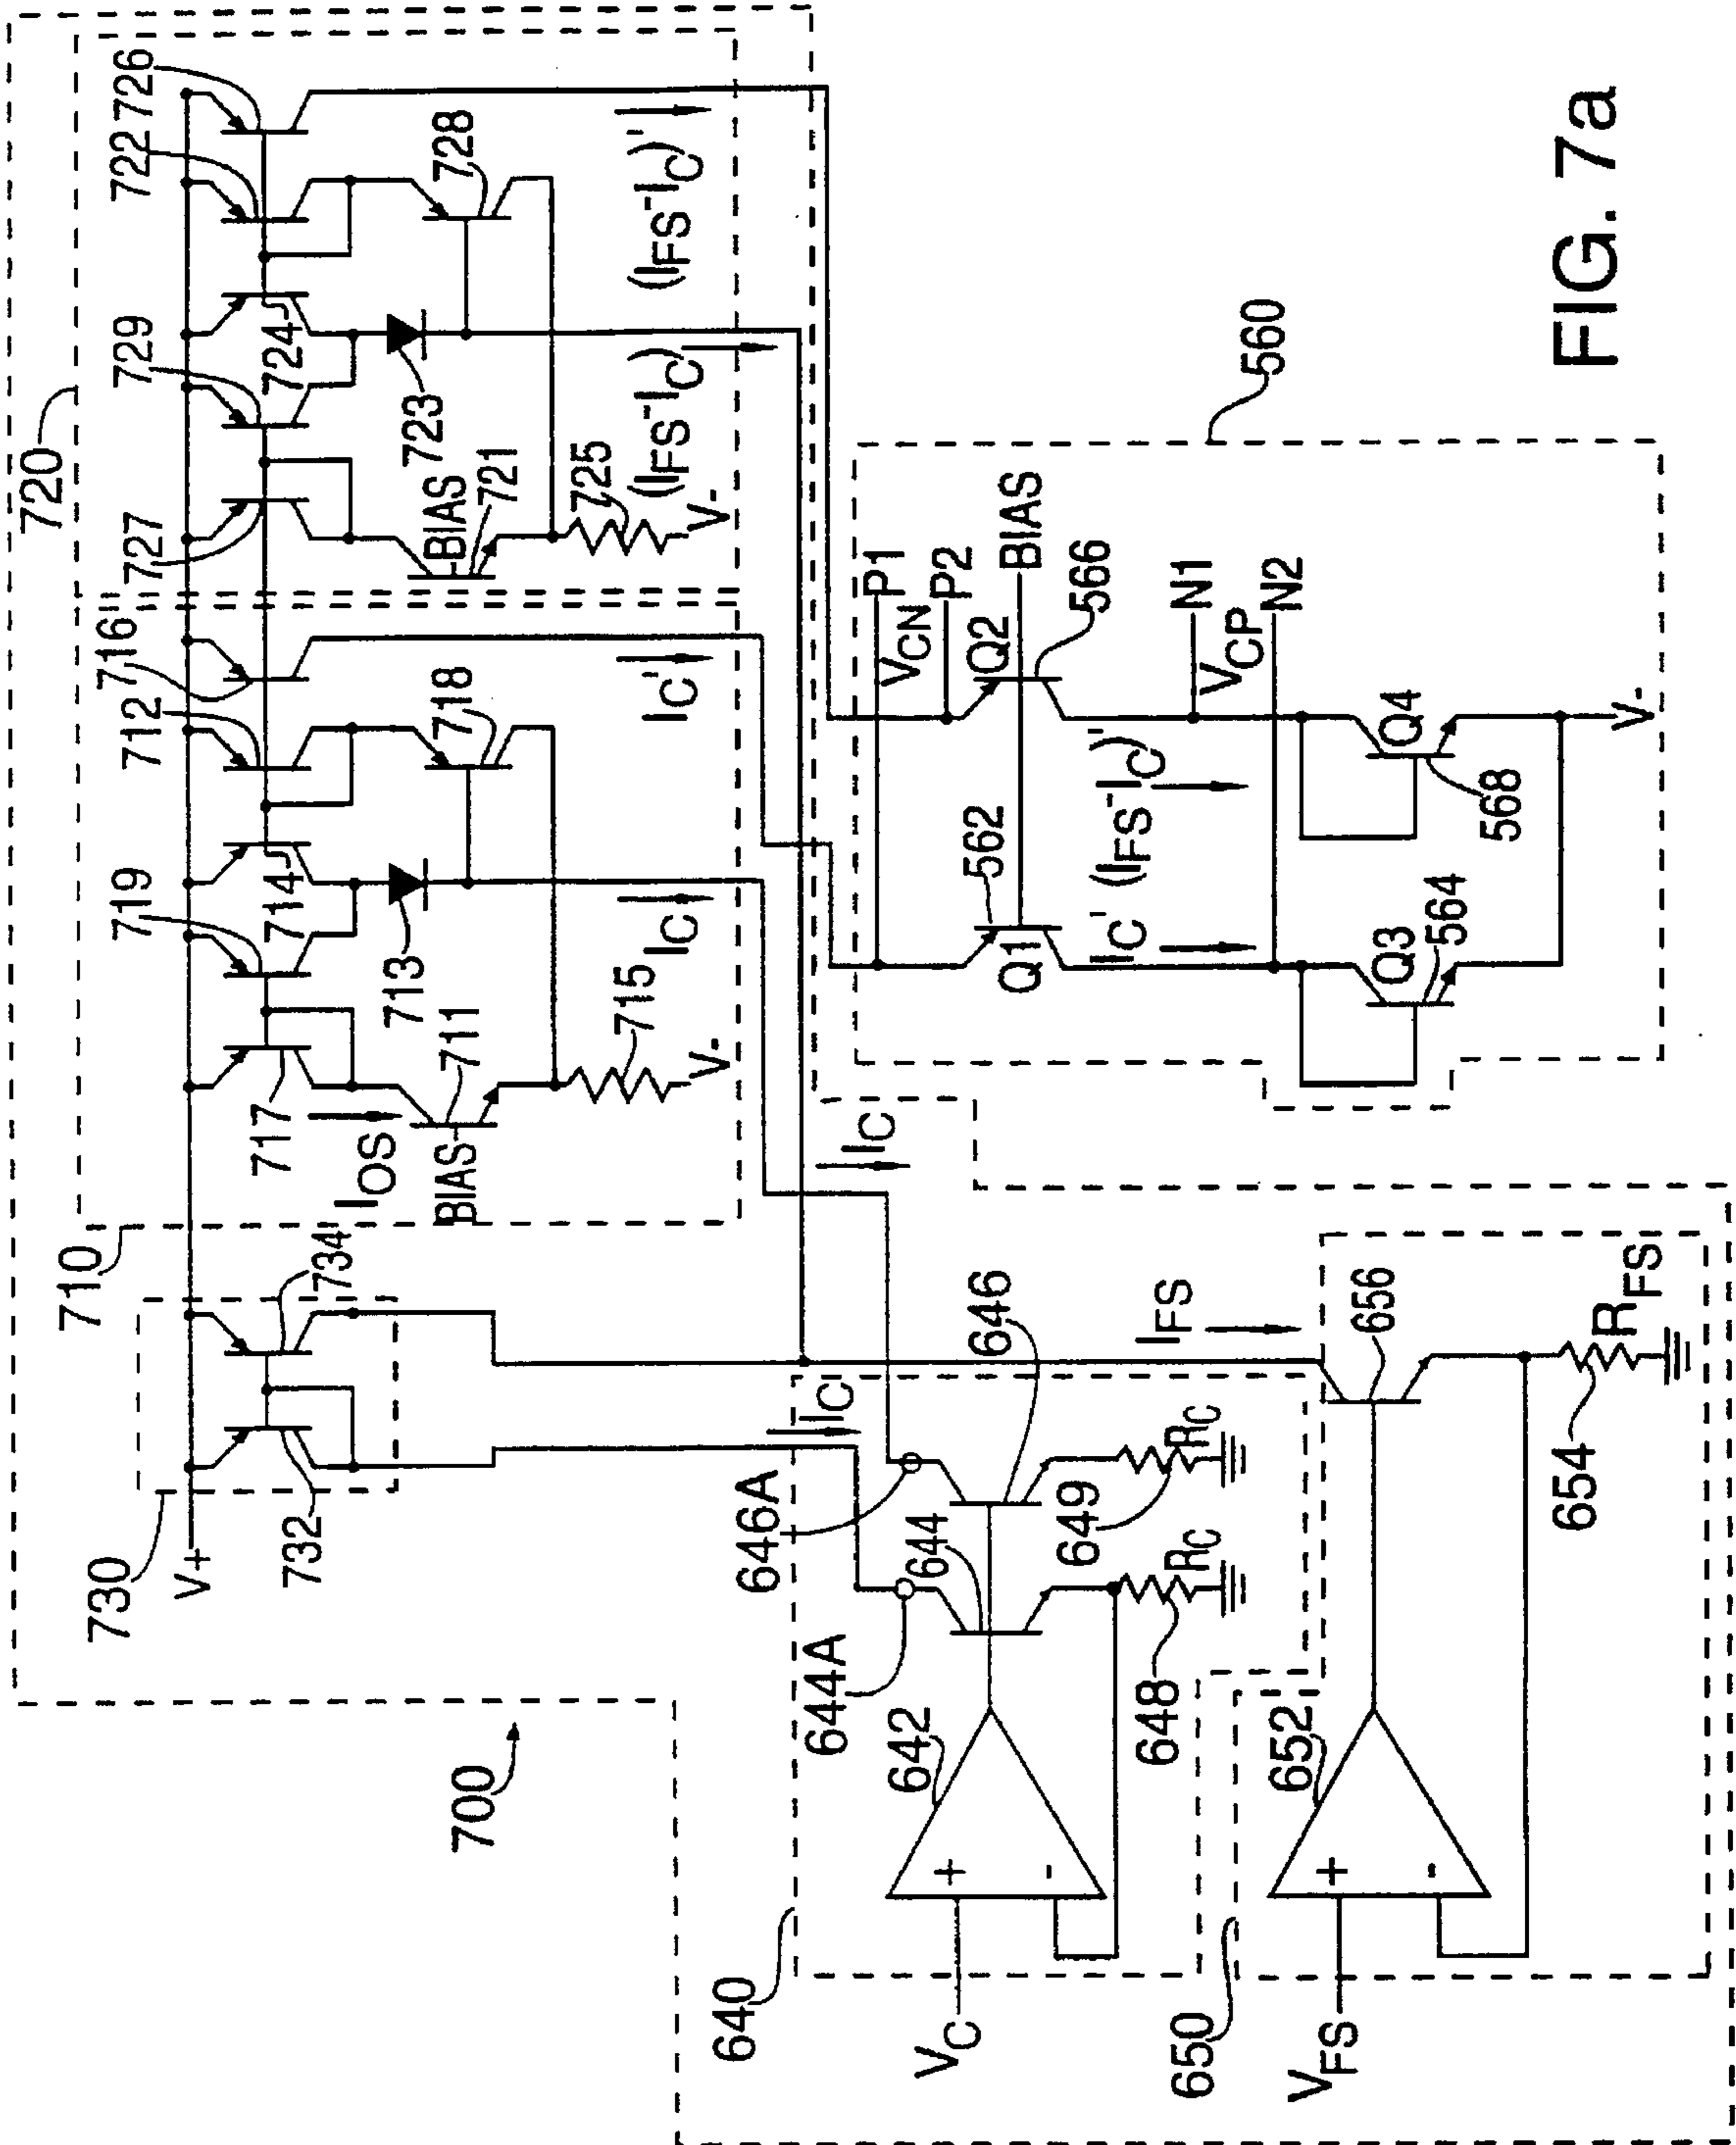 720
727
729
722
726
716
712
719
724
723
728
BIAS
721
725
V-
(IFS-IC)
(IFS-IC)'
714
713
718
711
715
V-
IC
IC'
717
IOS
BIAS
710
734
730
V+
732
700
IC
IC
P1
VCN
P2
Q2
BIAS
566
562
Q1
IC'
(IFS-IC)'
N1
VCP
N2
Q3
564
Q4
568
V-
560
646A
644A
644
646
642
+
-
649
RC
648
RC
640
VC
IFS
656
652
+
-
RFS
654
650
VFS
FIG. 7a